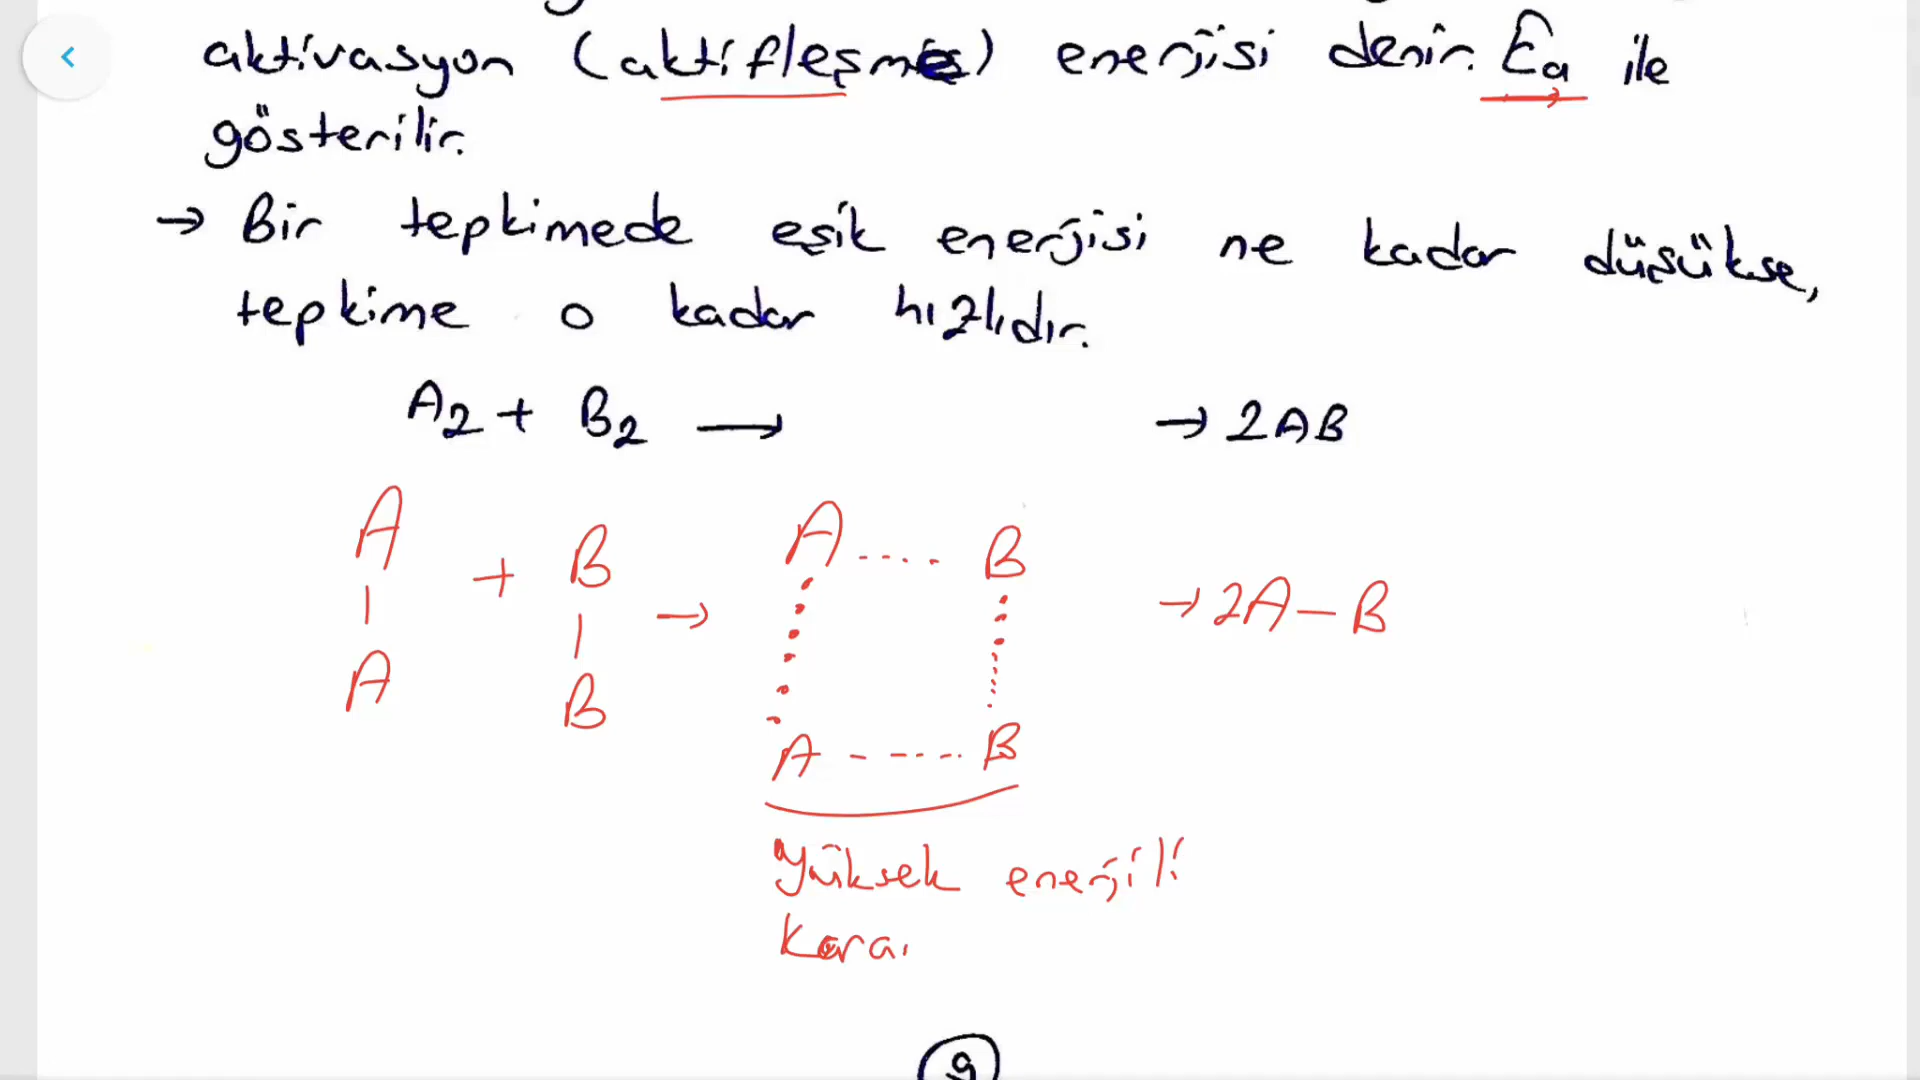 aktivasyon (aktifleşme) enerjisi denir. Ea ile
gösterilir.
→ Bir tepkimede eşik enerjisi ne kadar düşükse,
tepkime o kadar hızlıdır.
A2 + B2 → → 2AB
A + B → A .... B → 2A—B
| |
A B A - ---- B
Yüksek enerjili
kara
9